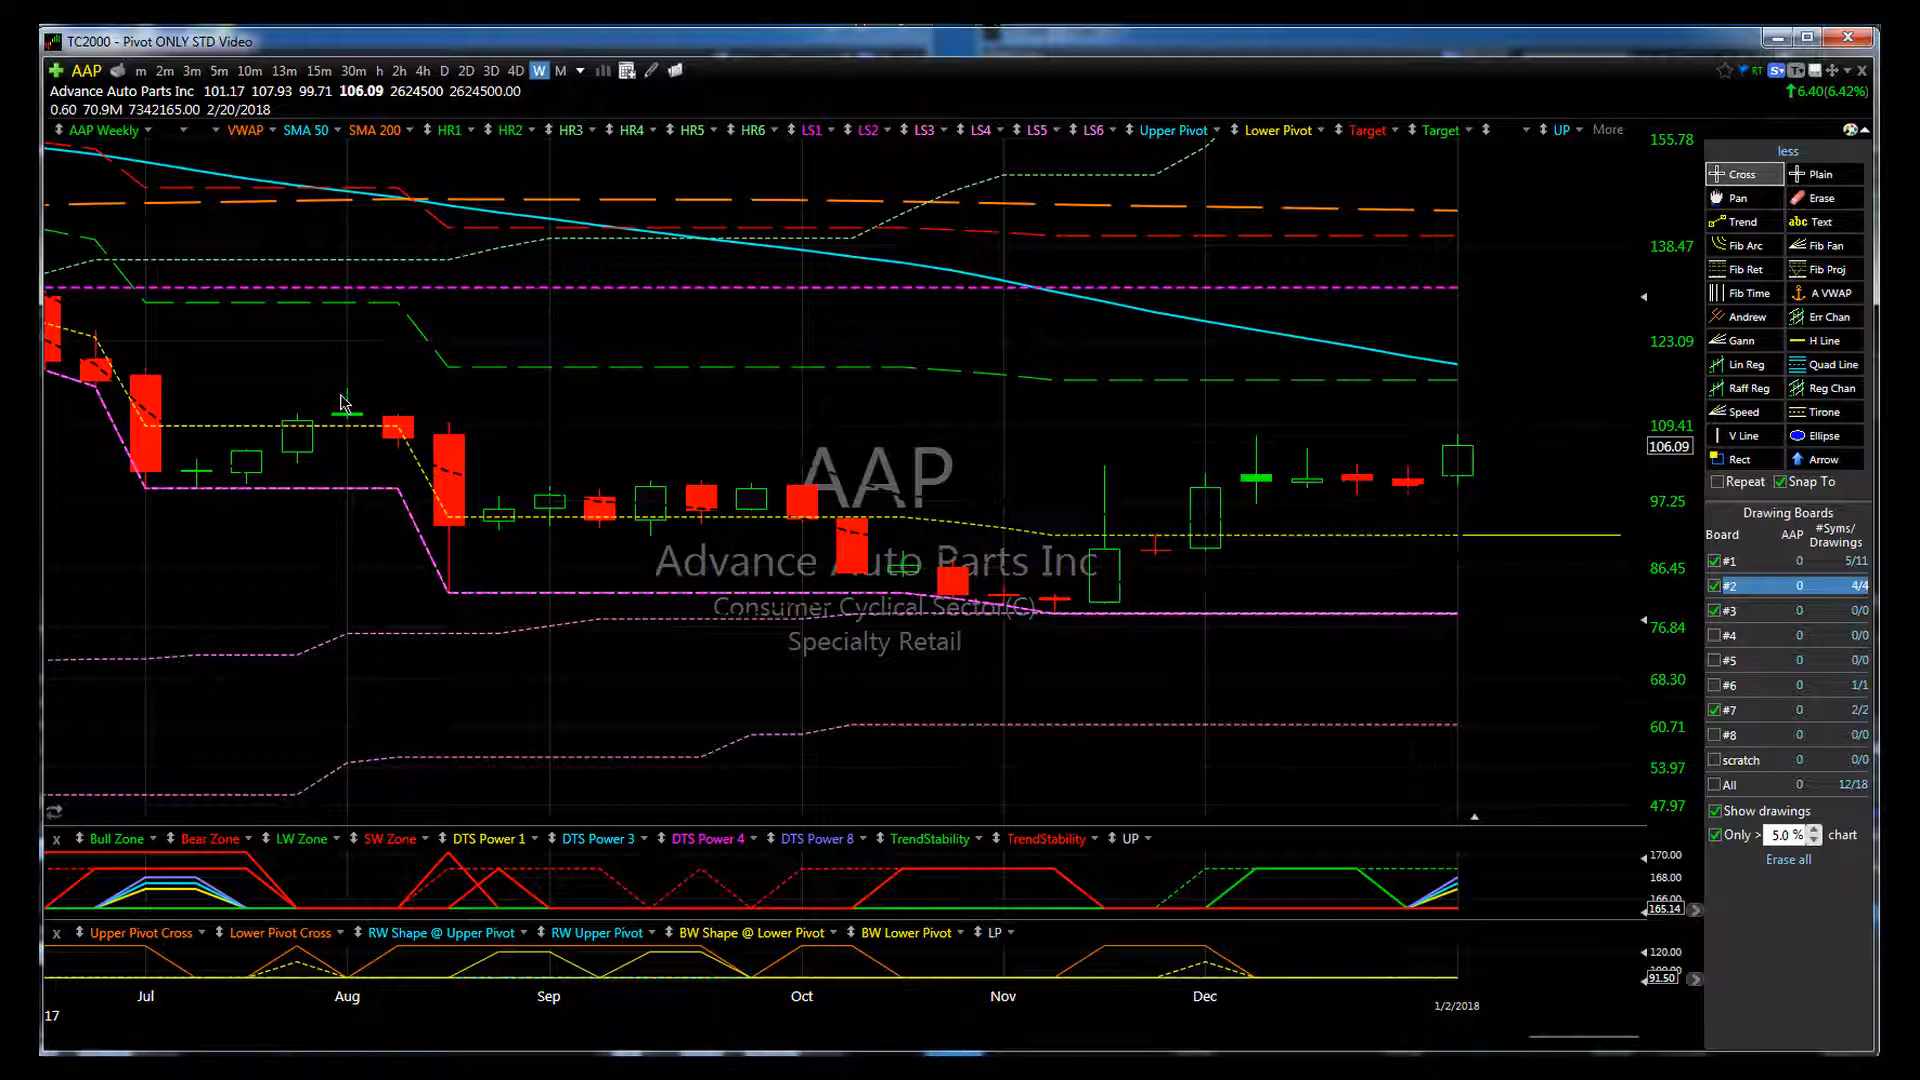 TC2000 - Pivot ONLY STD Video
AAP m 2m 3m 5m 10m 13m 15m 30m h 2h 4h D 2D 3D 4D W M RT S T X
Advance Auto Parts Inc 101.17 107.93 99.71 106.09 2624500 2624500.00 6.40(6.42%)
0.60 70.9M 7342165.00 2/20/2018
AAP Weekly VWAP SMA 50 SMA 200 HR1 HR2 HR3 HR4 HR5 HR6 LS1 LS2 LS3 LS4 LS5 LS6 Upper Pivot Lower Pivot Target Target UP More
155.78
138.47
123.09
109.41
106.09
97.25
86.45
76.84
68.30
60.71
53.97
47.97
AAP
Advance Auto Parts Inc
Consumer Cyclical Sector(C)
Specialty Retail
x Bull Zone Bear Zone LW Zone SW Zone DTS Power 1 DTS Power 3 DTS Power 4 DTS Power 8 TrendStability TrendStability UP
170.00
168.00
166.00
165.14
x Upper Pivot Cross Lower Pivot Cross RW Shape @ Upper Pivot RW Upper Pivot BW Shape @ Lower Pivot BW Lower Pivot LP
120.00
91.50
Jul Aug Sep Oct Nov Dec 1/2/2018
17
less
Cross Plain
Pan Erase
Trend abc Text
Fib Arc Fib Fan
Fib Ret Fib Proj
Fib Time A VWAP
Andrew Err Chan
Gann H Line
Lin Reg Quad Line
Raff Reg Reg Chan
Speed Tirone
V Line Ellipse
Rect Arrow
Repeat Snap To
Drawing Boards
Board AAP #Syms/
Drawings
#1 0 5/11
#2 0 4/4
#3 0 0/0
#4 0 0/0
#5 0 0/0
#6 0 1/1
#7 0 2/2
#8 0 0/0
scratch 0 0/0
All 0 12/18
Show drawings
Only > 5.0 % chart
Erase all